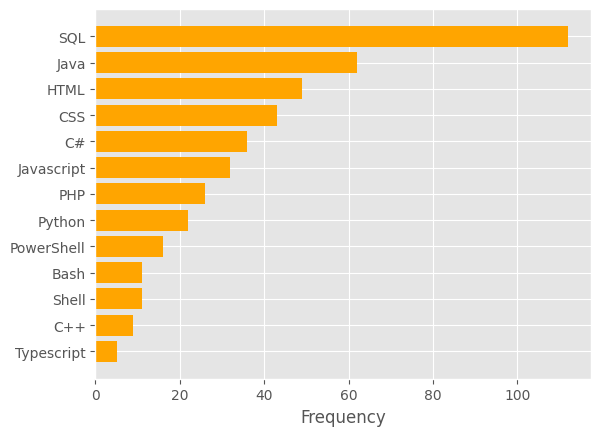 SQL
Java
HTML
CSS
C#
Javascript
PHP
Python
PowerShell
Bash
Shell
C++
Typescript
0 20 40 60 80 100
Frequency